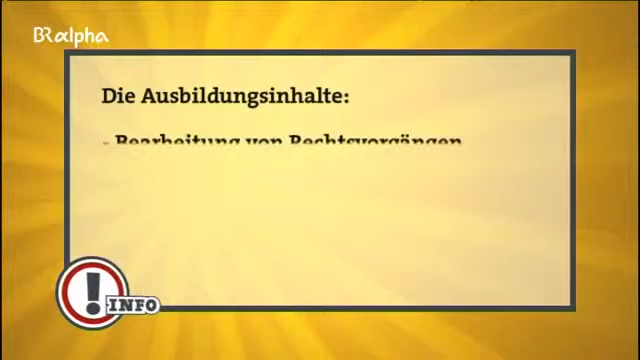 BRalpha
Die Ausbildungsinhalte:
- Bearbeitung von Rechtsvorgängen
INFO